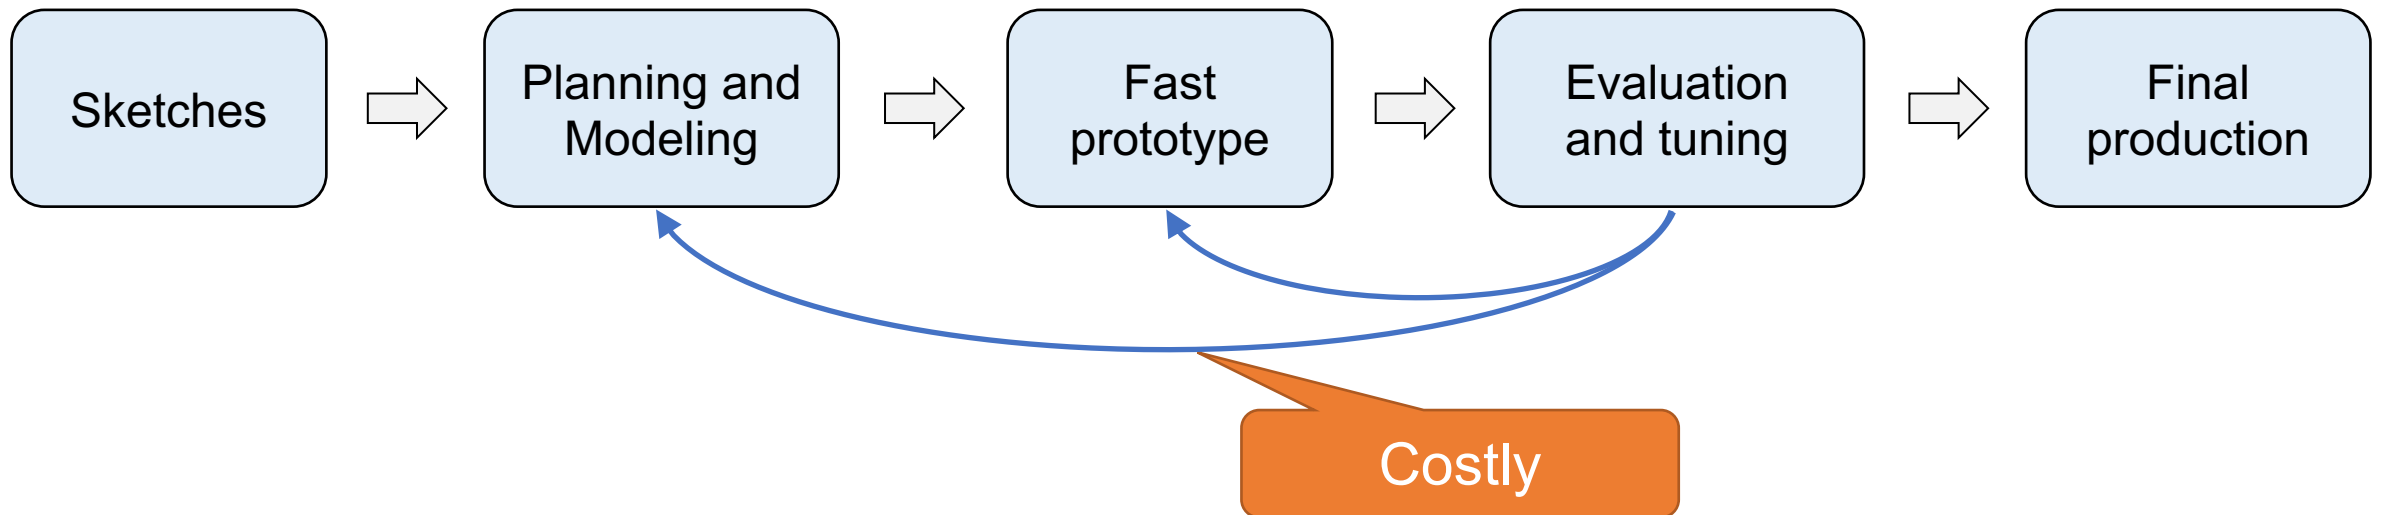 Sketches
Planning and
Modeling
Fast
prototype
Evaluation
and tuning
Final
production
Costly